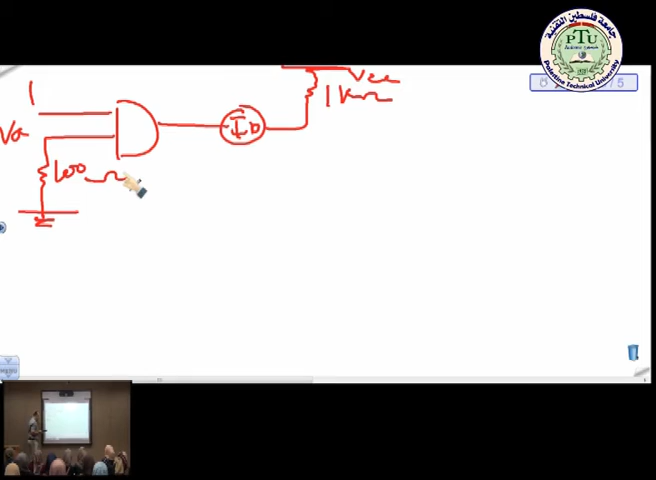 جامعة فلسطين التقنية
PTU
Palestine Technical University
Vcc
1 KΩ
1
Va
100 Ω
ID